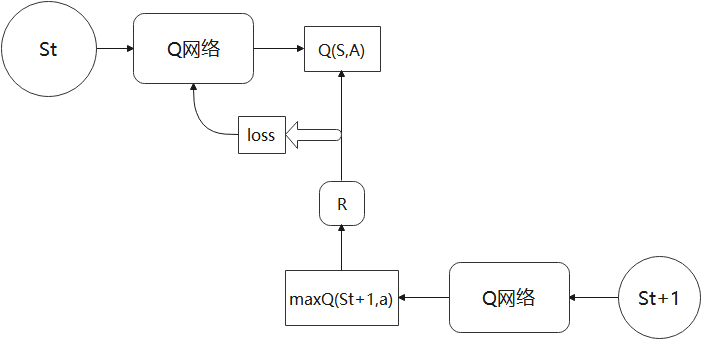 St
Q网络
Q(S,A)
loss
R
maxQ(St+1,a)
Q网络
St+1